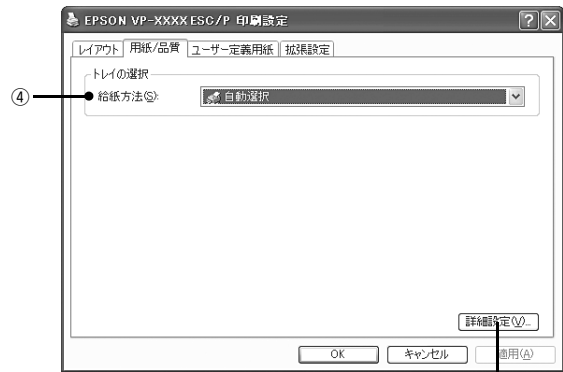 EPSON VP-XXXX ESC/P 印刷設定
レイアウト 用紙/品質 ユーザー定義用紙 拡張設定
トレイの選択
④ 給紙方法(S): 自動選択
詳細設定(V)...
OK キャンセル 適用(A)